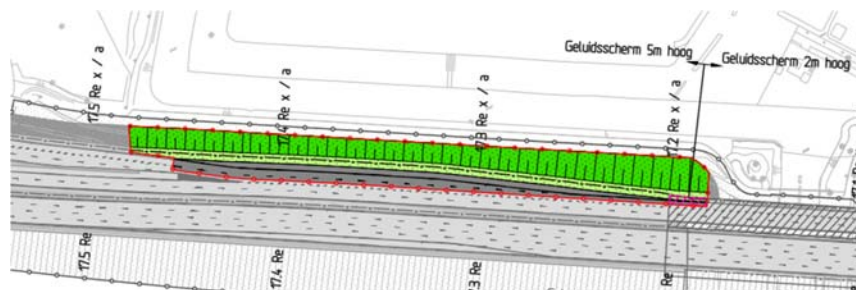 Geluidsscherm 5m hoog
Geluidsscherm 2m hoog
17.5 Re x / a
17.4 Re x / a
17.3 Re x / a
17.2 Re x / a
17.5 Re
17.4 Re
7.3 Re
Re